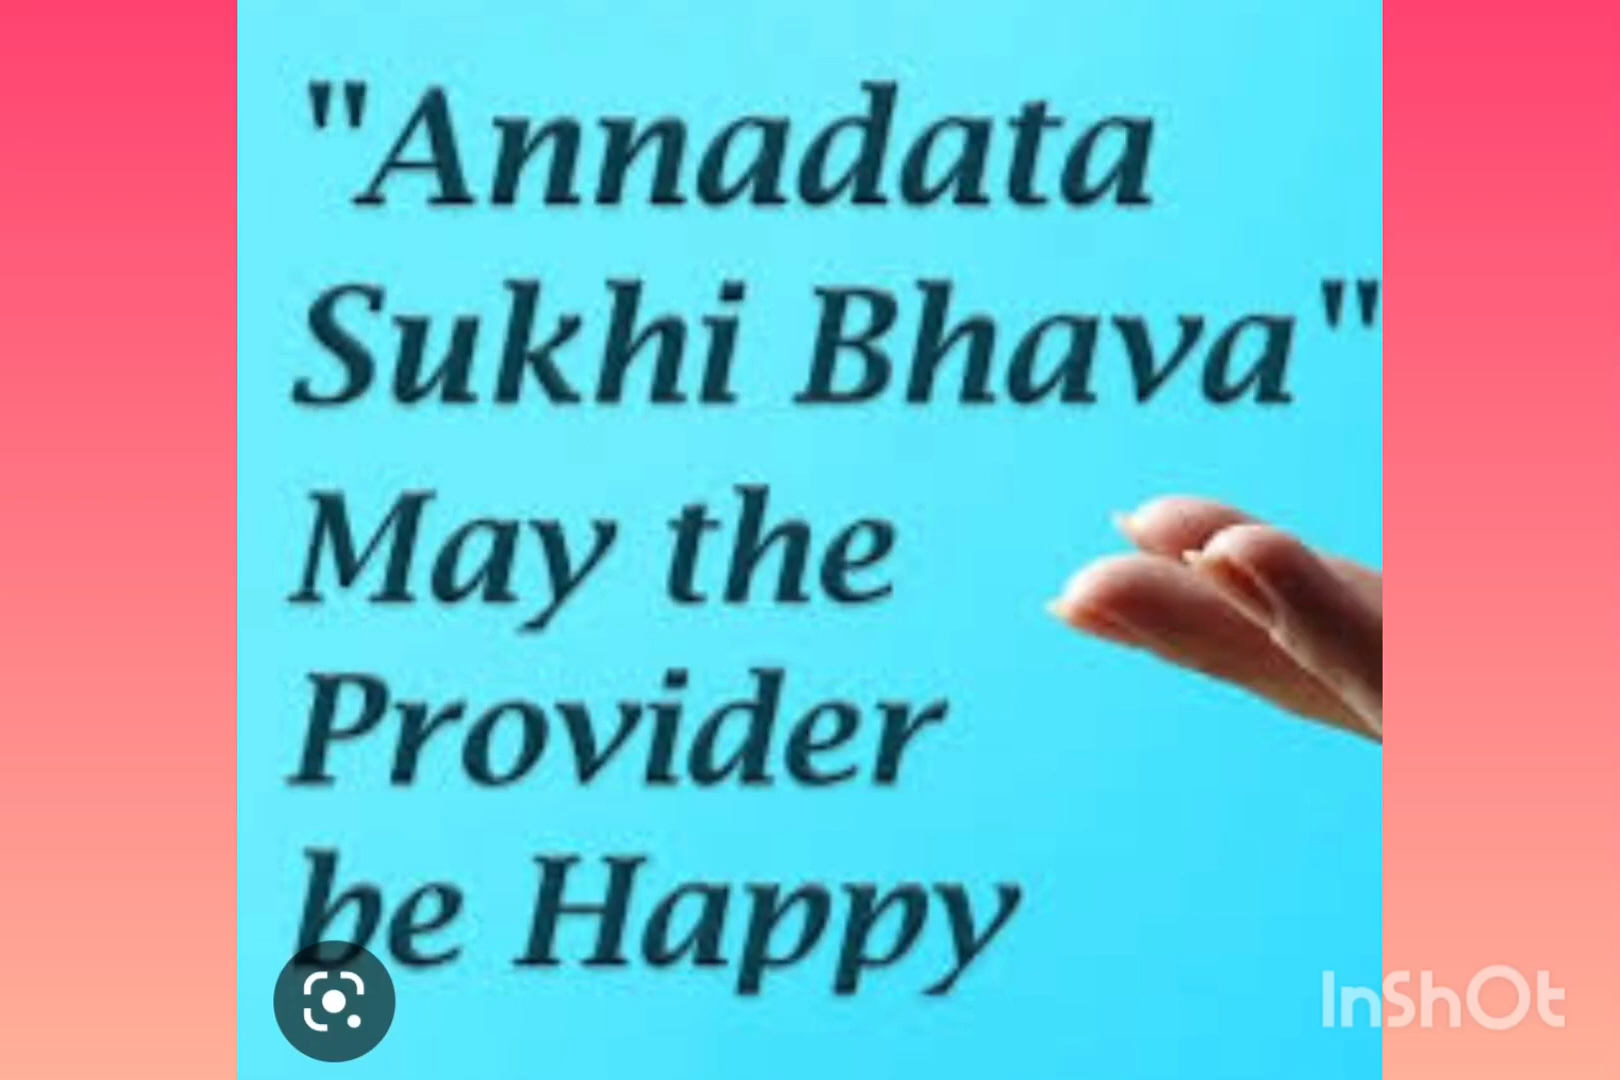 "Annadata
Sukhi Bhava"
May the
Provider
be Happy
InShOt